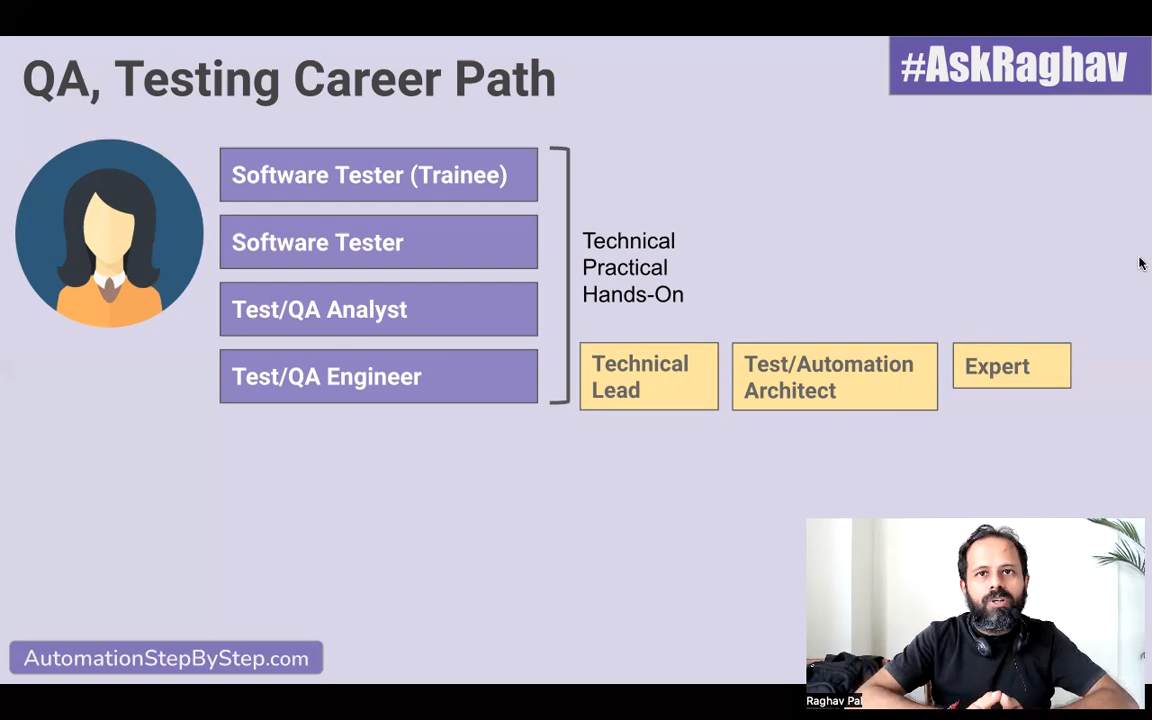 QA, Testing Career Path
#AskRaghav
Software Tester (Trainee)
Software Tester
Test/QA Analyst
Test/QA Engineer
Technical
Practical
Hands-On
Technical
Lead
Test/Automation
Architect
Expert
AutomationStepByStep.com
Raghav Pal